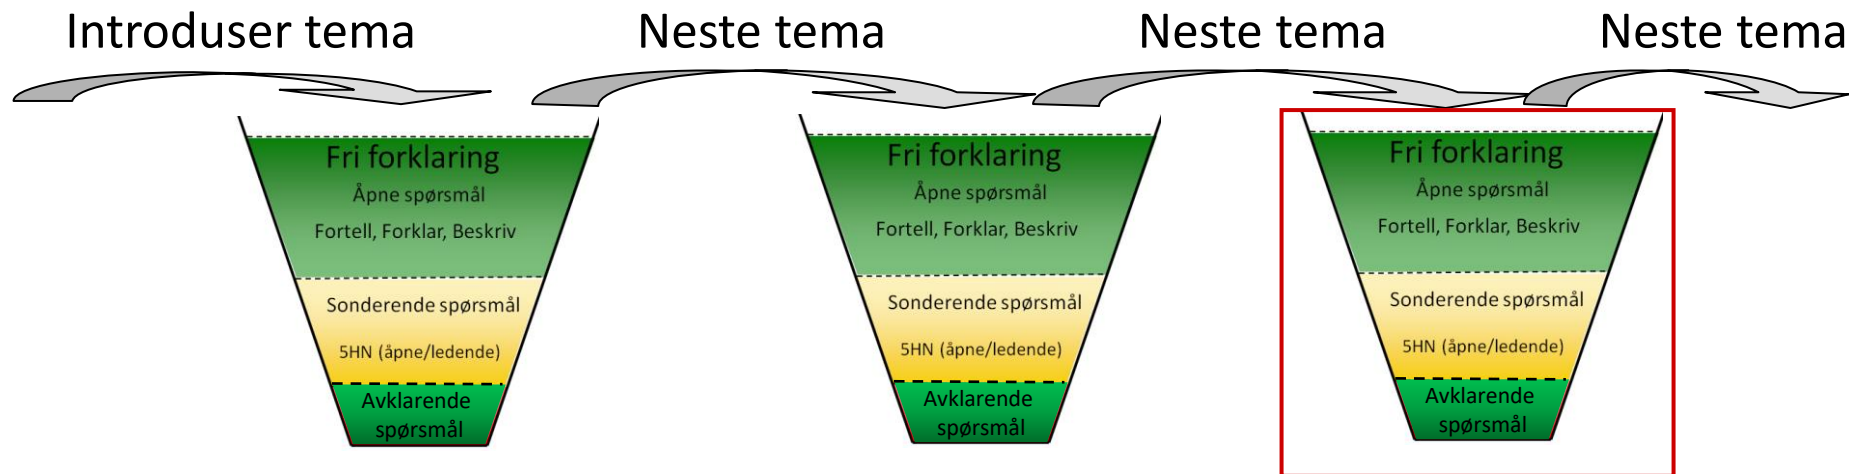 Introduser tema
Neste tema
Neste tema
Neste tema
Fri forklaring
Åpne spørsmål
Fortell, Forklar, Beskriv
Sonderende spørsmål
5HN (åpne/ledende)
Avklarende
spørsmål
Fri forklaring
Åpne spørsmål
Fortell, Forklar, Beskriv
Sonderende spørsmål
5HN (åpne/ledende)
Avklarende
spørsmål
Fri forklaring
Åpne spørsmål
Fortell, Forklar, Beskriv
Sonderende spørsmål
5HN (åpne/ledende)
Avklarende
spørsmål